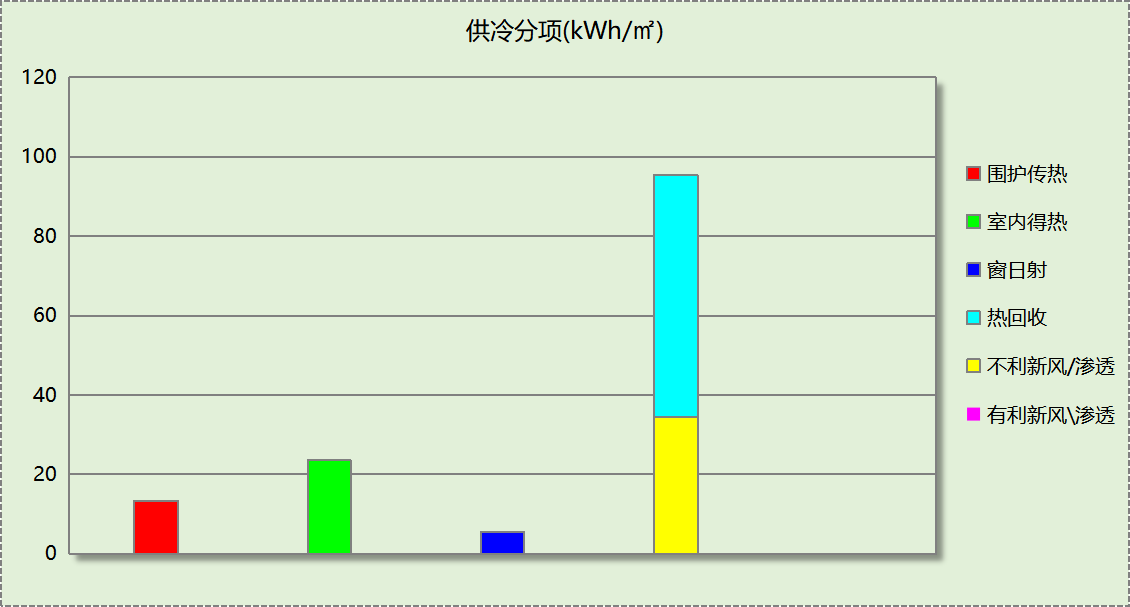 供冷分项(kWh/㎡)
120
100
80
60
40
20
0
围护传热
室内得热
窗日射
热回收
不利新风/渗透
有利新风\渗透